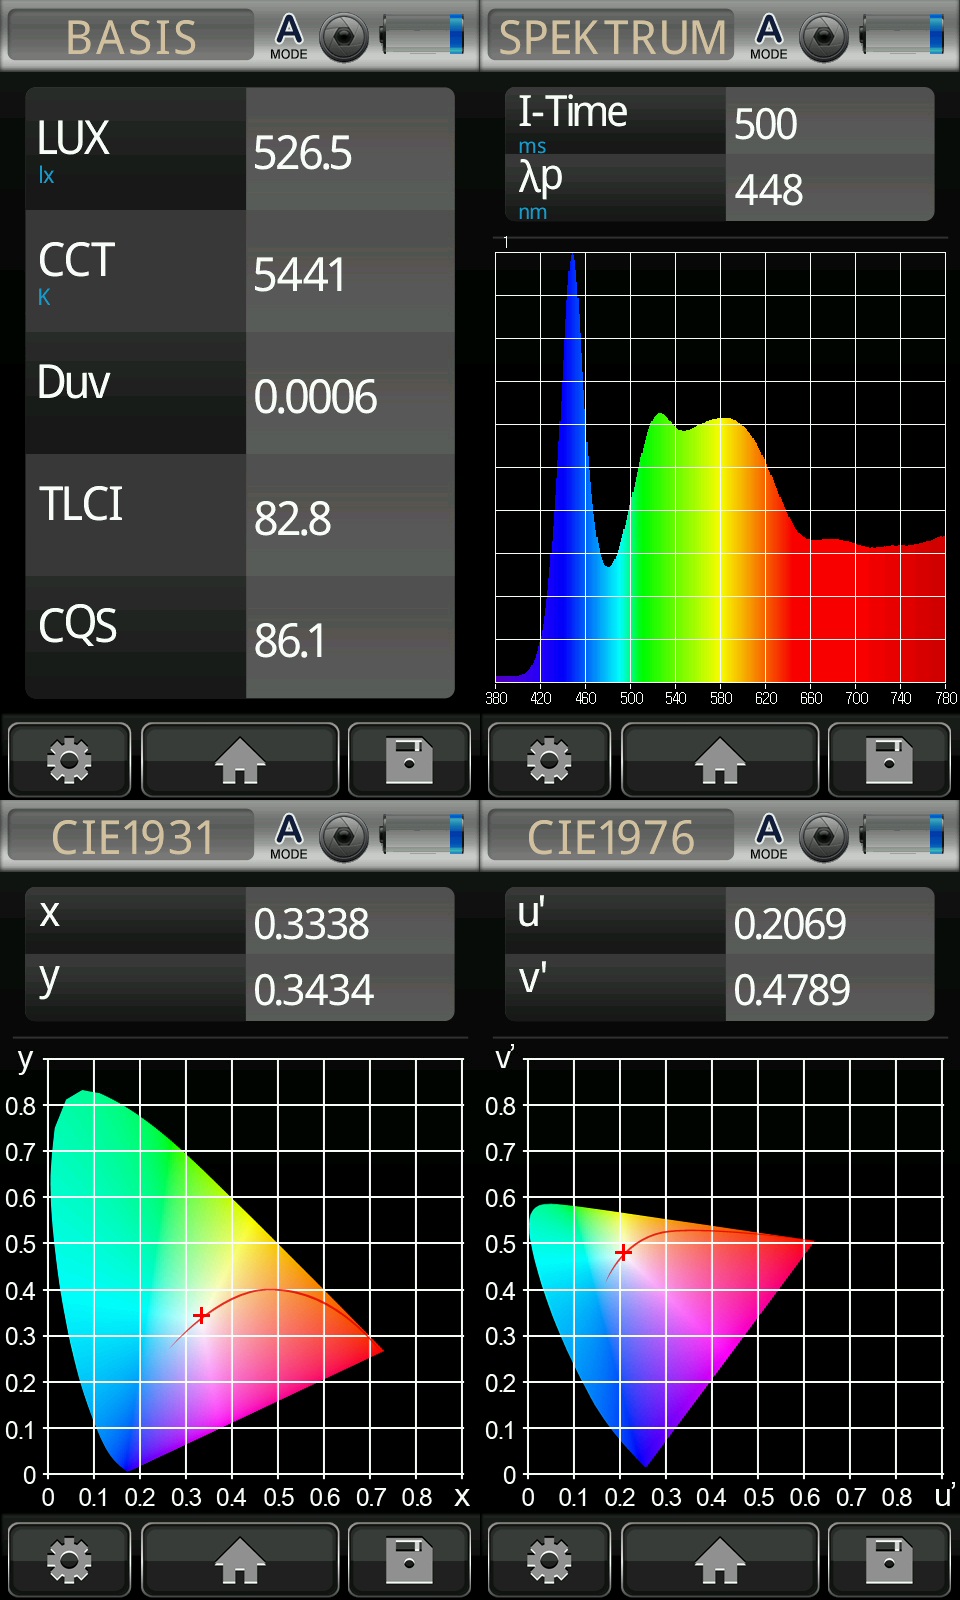 BASIS
A
MODE
LUX
lx
526.5
CCT
K
5441
Duv
0.0006
TLCI
82.8
CQS
86.1
SPEKTRUM
A
MODE
I-Time
ms
500
λp
nm
448
1
380 420 460 500 540 580 620 660 700 740 780
CIE1931
A
MODE
x
0.3338
y
0.3434
y
0.8
0.7
0.6
0.5
0.4
0.3
0.2
0.1
0
0 0.1 0.2 0.3 0.4 0.5 0.6 0.7 0.8 x
CIE1976
A
MODE
u'
0.2069
v'
0.4789
v'
0.8
0.7
0.6
0.5
0.4
0.3
0.2
0.1
0
0 0.1 0.2 0.3 0.4 0.5 0.6 0.7 0.8 u'